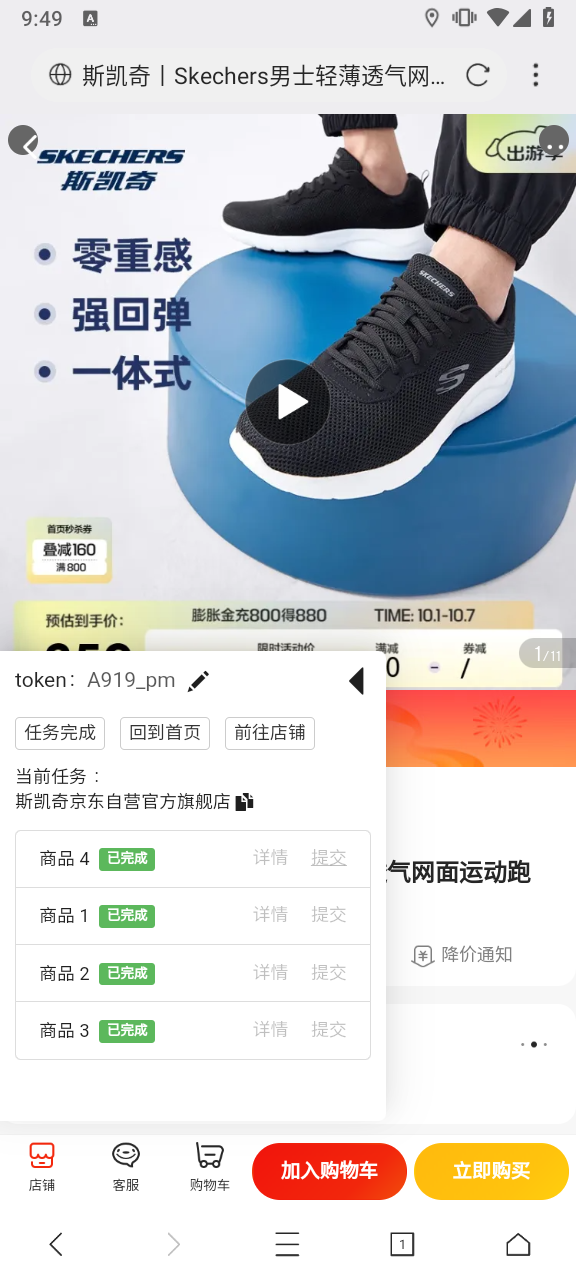 9:49
A
斯凯奇丨Skechers男士轻薄透气网...
SKECHERS
斯凯奇
出游季
零重感
强回弹
一体式
SKECHERS
S
首页秒杀券
叠减160
满800
预估到手价：
膨胀金充800得880
TIME: 10.1-10.7
限时活动价
满减
券减
0
-
/
1/11
token： A919_pm
任务完成
回到首页
前往店铺
当前任务：
斯凯奇京东自营官方旗舰店
商品 4 已完成 详情 提交
商品 1 已完成 详情 提交
商品 2 已完成 详情 提交
商品 3 已完成 详情 提交
透气网面运动跑
降价通知
店铺
客服
购物车
加入购物车
立即购买
1